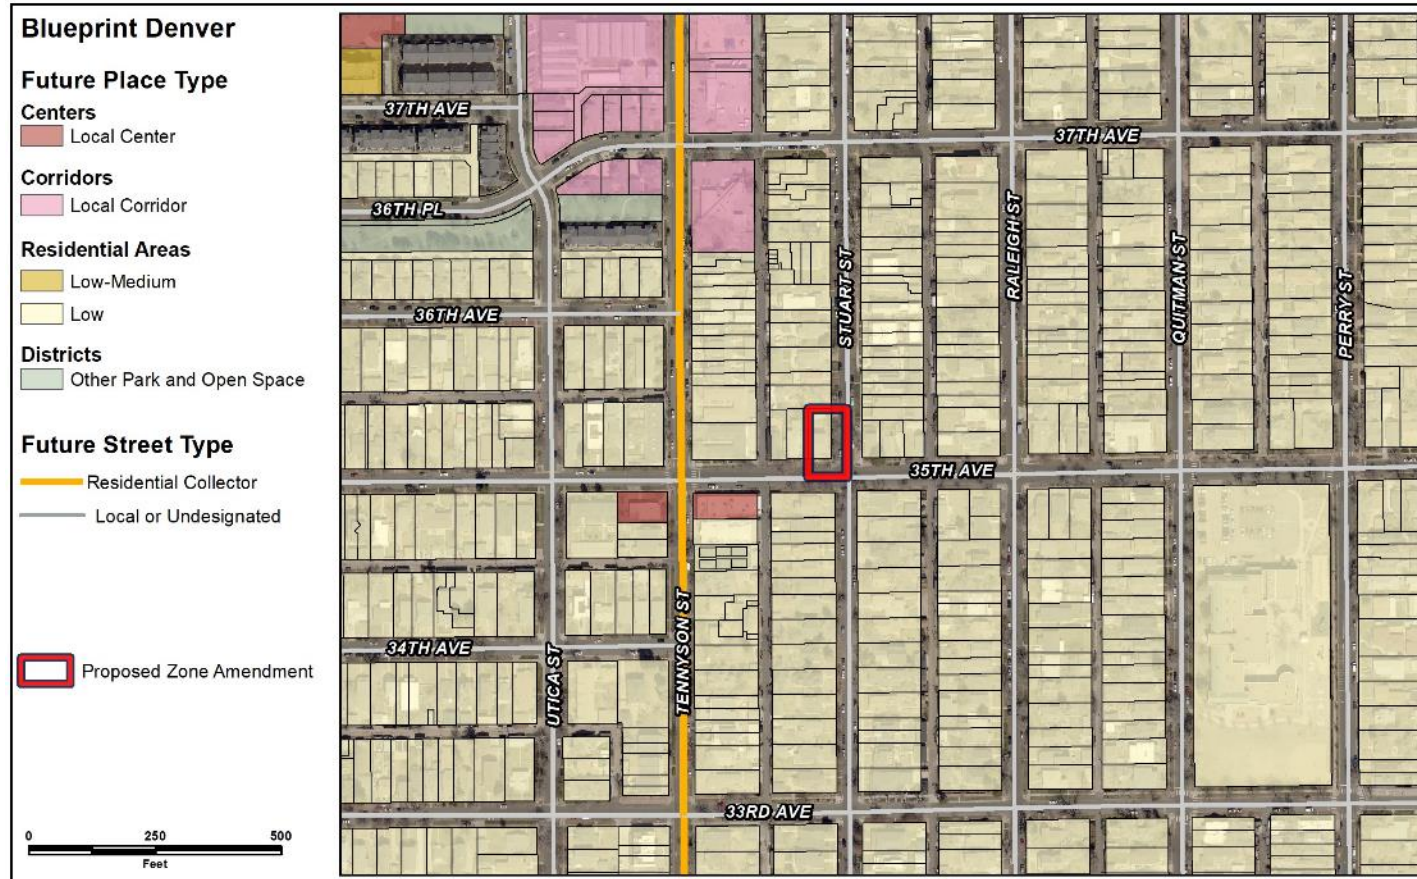 Blueprint Denver
Future Place Type
Centers
Local Center
Corridors
Local Corridor
Residential Areas
Low-Medium
Low
Districts
Other Park and Open Space
Future Street Type
Residential Collector
Local or Undesignated
Proposed Zone Amendment
0 250 500
Feet
37TH AVE
37TH AVE
36TH PL
RALEIGH ST
STUART ST
QUITMAN ST
PERRY ST
36TH AVE
35TH AVE
34TH AVE
UTICA ST
TENNYSON ST
33RD AVE